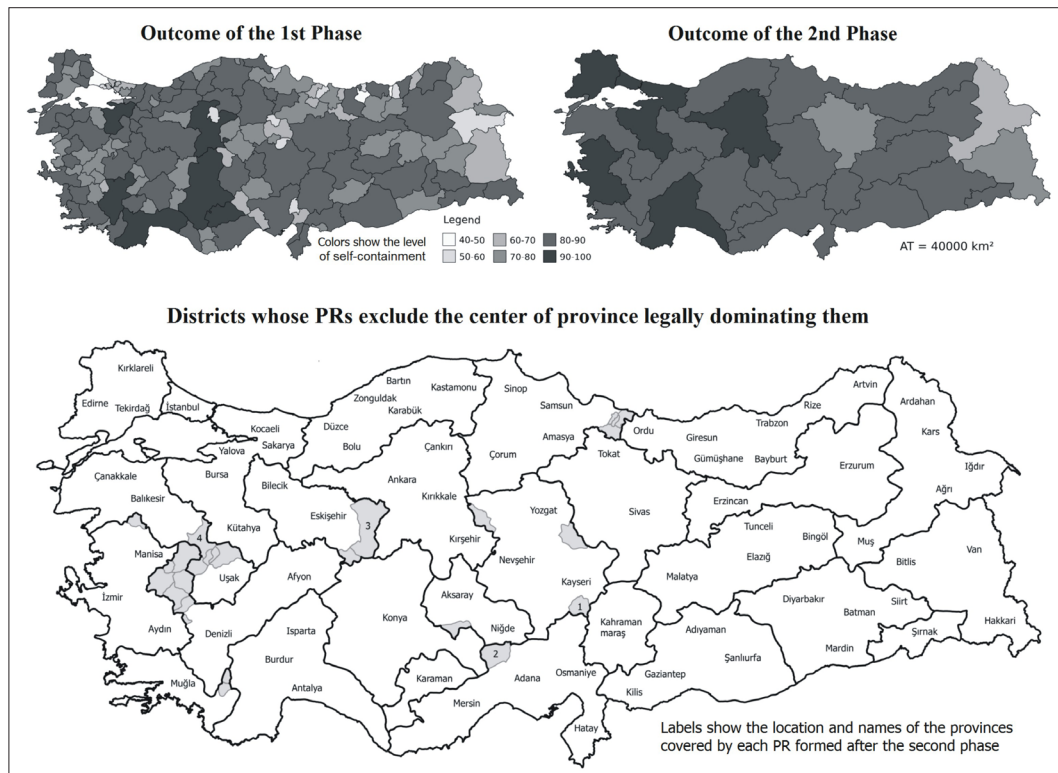 Outcome of the 1st Phase
Outcome of the 2nd Phase
Legend
Colors show the level
of self-containment
40-50
60-70
80-90
50-60
70-80
90-100
AT = 40000 km²
Districts whose PRs exclude the center of province legally dominating them
Kırklareli
Edirne
Tekirdağ
İstanbul
Kocaeli
Sakarya
Yalova
Bartın
Zonguldak
Kastamonu
Karabük
Düzce
Bolu
Sinop
Samsun
Amasya
Çorum
Tokat
Ordu
Giresun
Trabzon
Rize
Artvin
Gümüşhane
Bayburt
Ardahan
Kars
Iğdır
Ağrı
Erzurum
Erzincan
Çanakkale
Balıkesir
Bursa
Bilecik
Kütahya
Eskişehir
3
Çankırı
Ankara
Kırıkkale
Kırşehir
Yozgat
Sivas
Nevşehir
Kayseri
1
Tunceli
Bingöl
Elazığ
Malatya
Muş
Bitlis
Van
Hakkari
4
Manisa
İzmir
Aydın
Uşak
Afyon
Denizli
Isparta
Burdur
Muğla
Antalya
Konya
Aksaray
Niğde
2
Karaman
Mersin
Adana
Osmaniye
Hatay
Kahraman
maraş
Adıyaman
Gaziantep
Kilis
Şanlıurfa
Diyarbakır
Batman
Mardin
Siirt
Şırnak
Labels show the location and names of the provinces
covered by each PR formed after the second phase